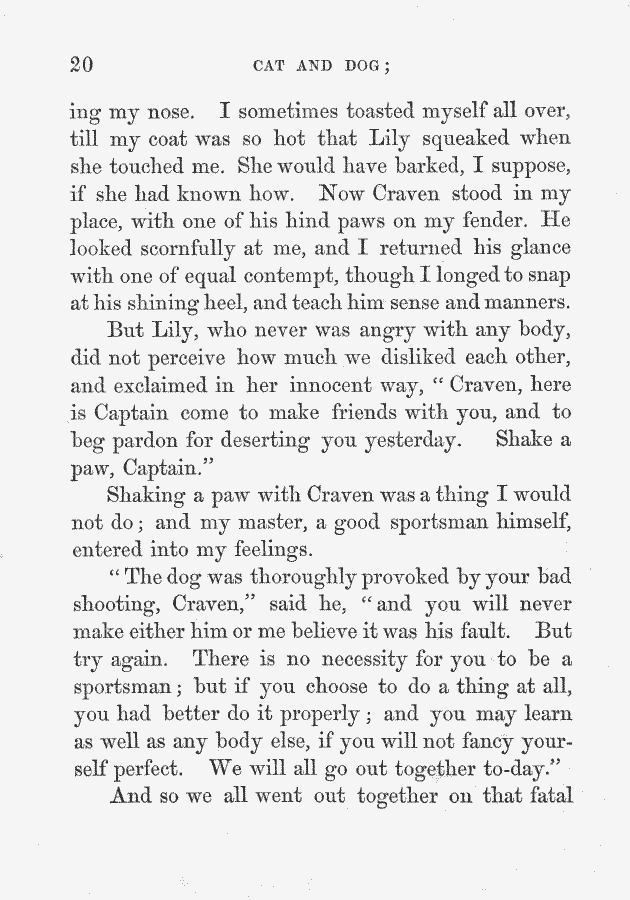 20 CAT AND DOG;
ing my nose. I sometimes toasted myself all over,
till my coat was so hot that Lily squeaked when
she touched me. She would have barked, I suppose,
if she had known how. Now Craven stood in my
place, with one of his hind paws on my fender. He
looked scornfully at me, and I returned his glance
with one of equal contempt, though I longed to snap
at his shining heel, and teach him sense and manners.
But Lily, who never was angry with any body,
did not perceive how much we disliked each other,
and exclaimed in her innocent way, “ Craven, here
is Captain come to make friends with you, and to
beg pardon for deserting you yesterday. Shake a
paw, Captain.”
Shaking a paw with Craven was a thing I would
not do; and my master, a good sportsman himself,
entered into my feelings.
“ The dog was thoroughly provoked by your bad
shooting, Craven,” said he, “and you will never
make either him or me believe it was his fault. But
try again. There is no necessity for you to be a
sportsman; but if you choose to do a thing at all,
you had better do it properly; and you may learn
as well as any body else, if you will not fancy your-
self perfect. We will all go out together to-day.”
And so we all went out together on that fatal